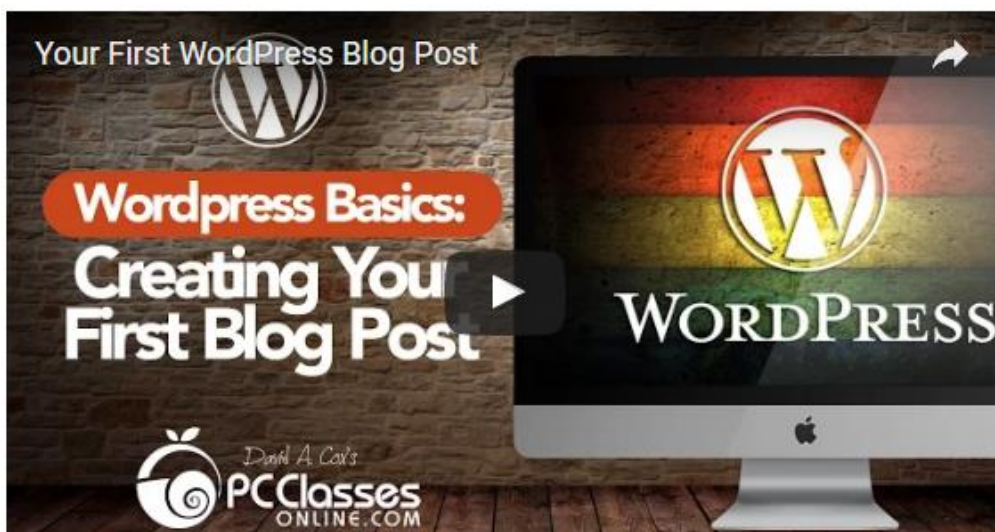 Your First WordPress Blog Post
Wordpress Basics:
Creating Your
First Blog Post
WORDPRESS
David A. Cox's
PCClasses
ONLINE.COM